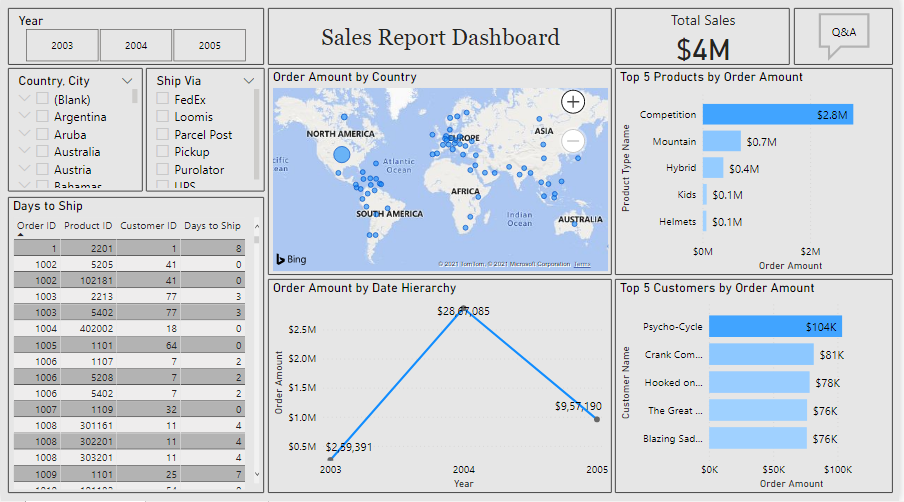 Year
2003
2004
2005
Sales Report Dashboard
Total Sales
$4M
Q&A
Country, City
(Blank)
Argentina
Aruba
Australia
Austria
Bahamas
Ship Via
FedEx
Loomis
Parcel Post
Pickup
Purolator
UPS
Order Amount by Country
NORTH AMERICA
EUROPE
ASIA
Atlantic
Ocean
AFRICA
SOUTH AMERICA
Indian
Ocean
AUSTRALIA
Bing
© 2021 TomTom, © 2021 Microsoft Corporation Terms
Top 5 Products by Order Amount
Product Type Name
Competition $2.8M
Mountain $0.7M
Hybrid $0.4M
Kids $0.1M
Helmets $0.1M
$0M $2M
Order Amount
Days to Ship
Order ID Product ID Customer ID Days to Ship
1 2201 1 8
1002 5205 41 0
1002 102181 41 0
1003 2213 77 3
1003 5402 77 3
1004 402002 18 0
1005 1101 64 0
1006 1107 7 2
1006 5208 7 2
1006 5402 7 2
1007 1109 32 0
1008 301161 11 4
1008 302201 11 4
1008 303201 11 4
1009 1101 25 7
Order Amount by Date Hierarchy
Order Amount
$2.5M
$2.0M
$1.5M
$1.0M
$0.5M
$2,59,391
$9,57,190
2003 2004 2005
Year
Top 5 Customers by Order Amount
Customer Name
Psycho-Cycle $104K
Crank Com... $81K
Hooked on... $78K
The Great ... $76K
Blazing Sad... $76K
$0K $50K $100K
Order Amount